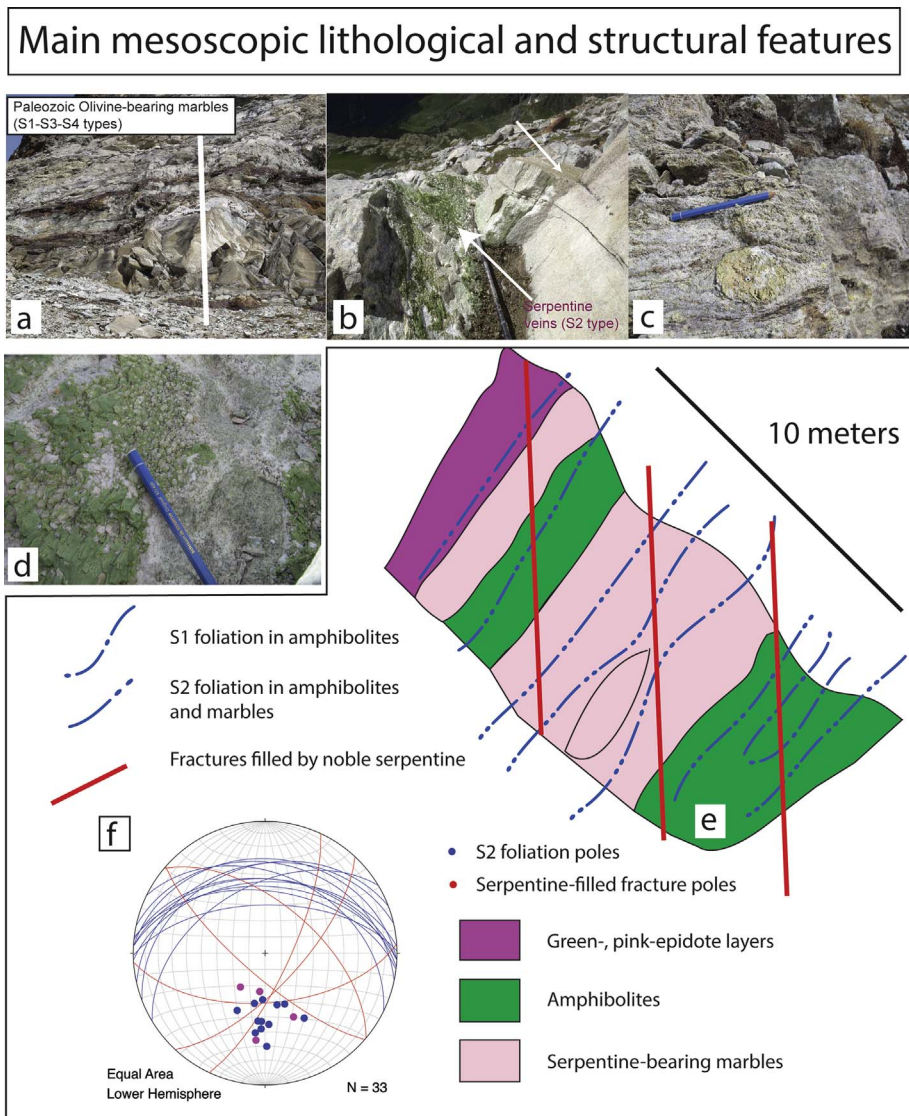 Main mesoscopic lithological and structural features
Paleozoic Olivine-bearing marbles
(S1-S3-S4 types)
a
Serpentine
veins (S2 type)
b
c
d
10 meters
e
S1 foliation in amphibolites
S2 foliation in amphibolites
and marbles
Fractures filled by noble serpentine
f
S2 foliation poles
Serpentine-filled fracture poles
Green-, pink-epidote layers
Amphibolites
Serpentine-bearing marbles
Equal Area
Lower Hemisphere
N = 33